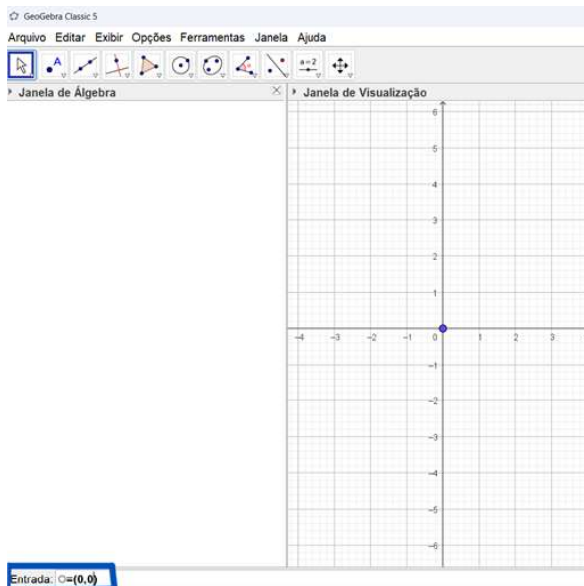 GeoGebra Classic 5
Arquivo Editar Exibir Opções Ferramentas Janela Ajuda
A
a=2
Janela de Álgebra
Janela de Visualização
6
5
4
3
2
1
-4 -3 -2 -1 0 1 2 3
-1
-2
-3
-4
-5
-6
Entrada: O=(0,0)